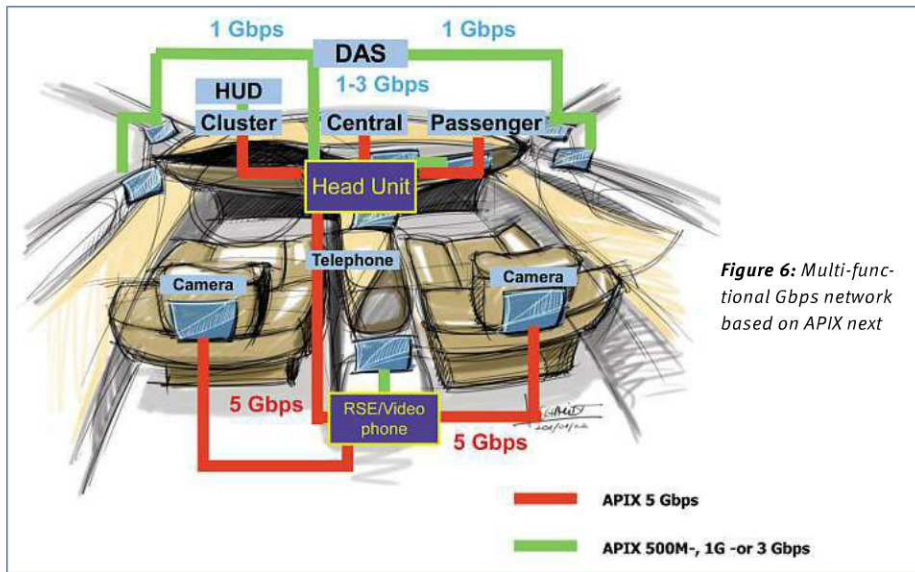 1 Gbps
1 Gbps
DAS
1-3 Gbps
HUD
Cluster
Central
Passenger
Head Unit
Telephone
Camera
Camera
Figure 6: Multi-func-
tional Gbps network
based on APIX next
5 Gbps
RSE/Video
phone
5 Gbps
APIX 5 Gbps
APIX 500M-, 1G -or 3 Gbps